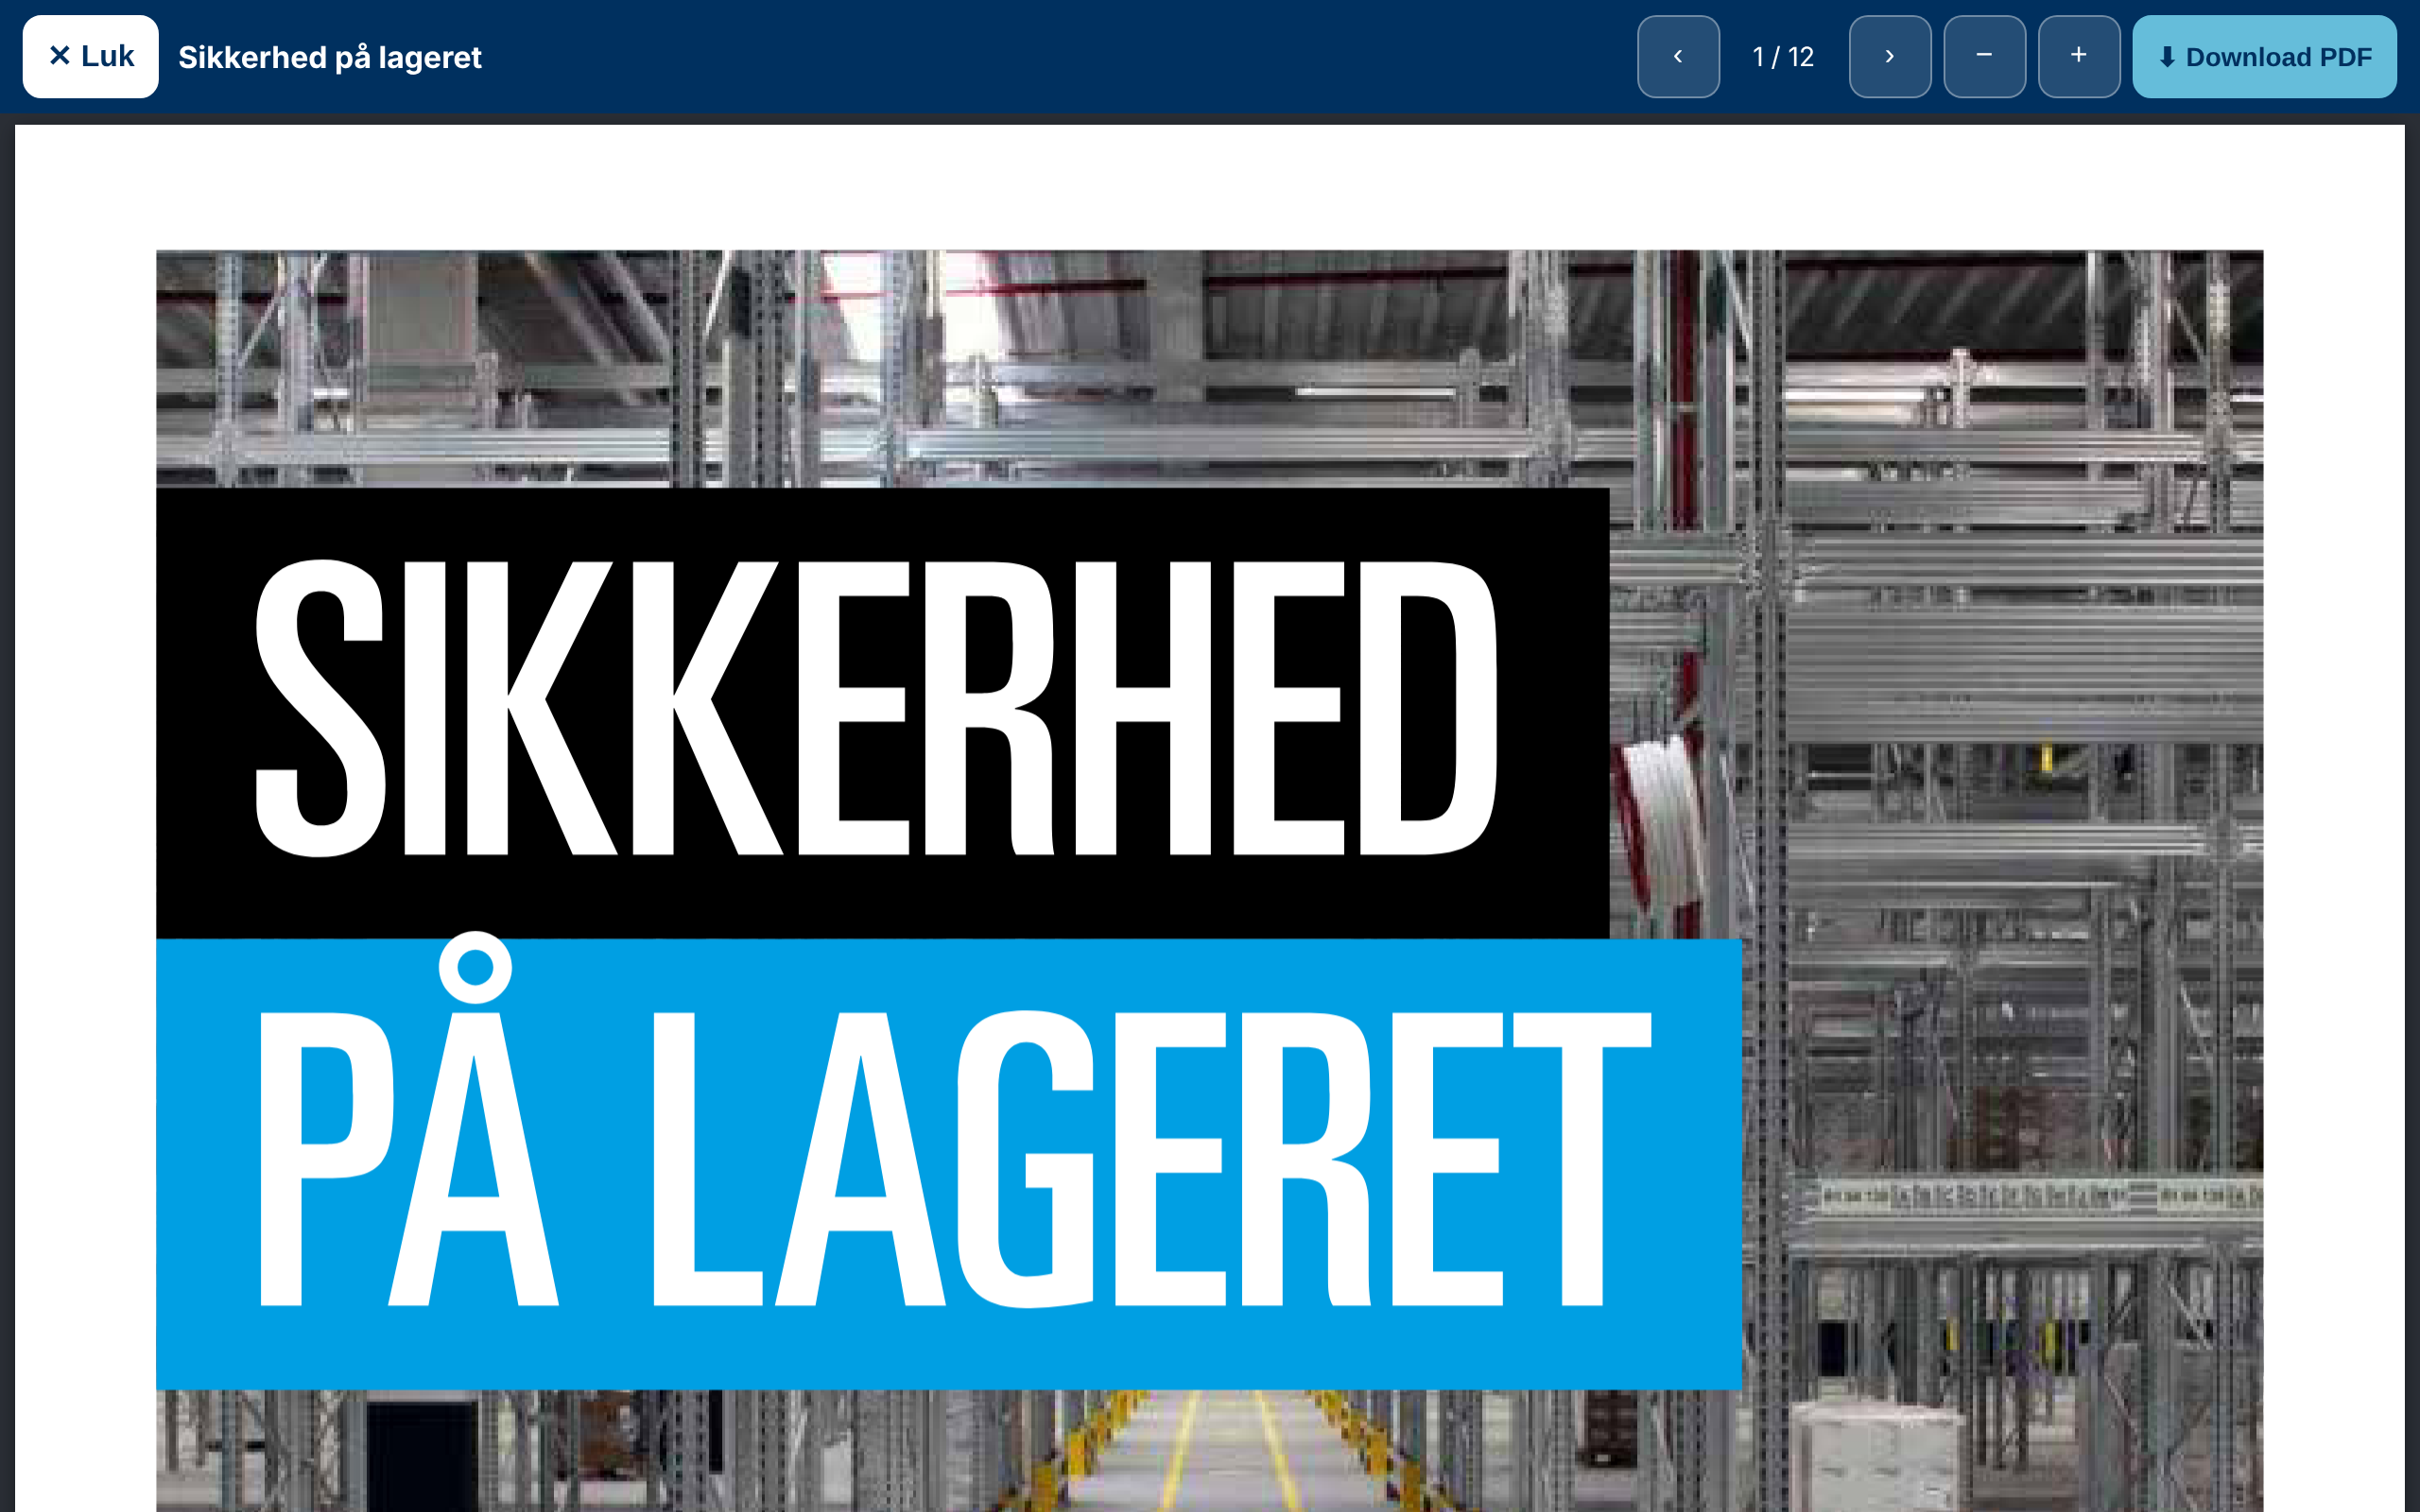 ✕ Luk
Sikkerhed på lageret
‹
1 / 12
›
−
+
⬇ Download PDF
SIKKERHED
PÅ LAGERET